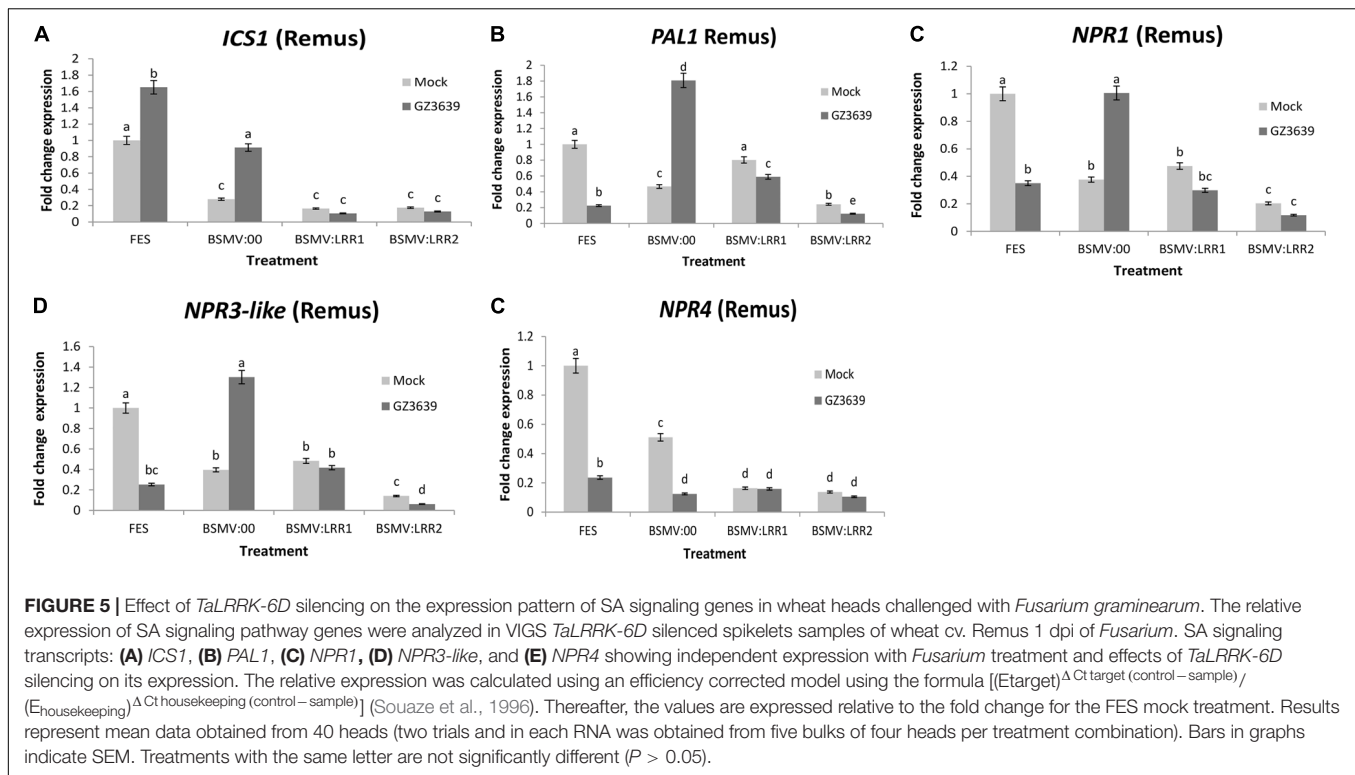 A
ICS1 (Remus)
Fold change expression
2
1.8
1.6
1.4
1.2
1
0.8
0.6
0.4
0.2
0
a
b
c
a
c
c
c
c
Mock
GZ3639
FES
BSMV:00
BSMV:LRR1
BSMV:LRR2
Treatment
B
PAL1 Remus)
Fold change expression
2
1.8
1.6
1.4
1.2
1
0.8
0.6
0.4
0.2
0
a
b
c
d
a
c
b
e
Mock
GZ3639
FES
BSMV:00
BSMV:LRR1
BSMV:LRR2
Treatment
C
NPR1 (Remus)
Fold change expression
1.2
1
0.8
0.6
0.4
0.2
0
a
b
b
a
b
bc
c
c
Mock
GZ3639
FES
BSMV:00
BSMV:LRR1
BSMV:LRR2
Treatment
D
NPR3-like (Remus)
Fold change expression
1.6
1.4
1.2
1
0.8
0.6
0.4
0.2
0
a
bc
b
a
b
b
c
d
Mock
GZ3639
FES
BSMV:00
BSMV:LRR1
BSMV:LRR2
Treatment
C
NPR4 (Remus)
Fold change expression
1.2
1
0.8
0.6
0.4
0.2
0
a
b
c
d
d
d
d
d
Mock
GZ3639
FES
BSMV:00
BSMV:LRR1
BSMV:LRR2
Treatment
FIGURE 5 | Effect of TaLRRK-6D silencing on the expression pattern of SA signaling genes in wheat heads challenged with Fusarium graminearum. The relative
expression of SA signaling pathway genes were analyzed in VIGS TaLRRK-6D silenced spikelets samples of wheat cv. Remus 1 dpi of Fusarium. SA signaling
transcripts: (A) ICS1, (B) PAL1, (C) NPR1, (D) NPR3-like, and (E) NPR4 showing independent expression with Fusarium treatment and effects of TaLRRK-6D
silencing on its expression. The relative expression was calculated using an efficiency corrected model using the formula [(Etarget)Δ Ct target (control – sample)/
(Ehousekeeping)Δ Ct housekeeping (control – sample)] (Souaze et al., 1996). Thereafter, the values are expressed relative to the fold change for the FES mock treatment. Results
represent mean data obtained from 40 heads (two trials and in each RNA was obtained from five bulks of four heads per treatment combination). Bars in graphs
indicate SEM. Treatments with the same letter are not significantly different (P > 0.05).